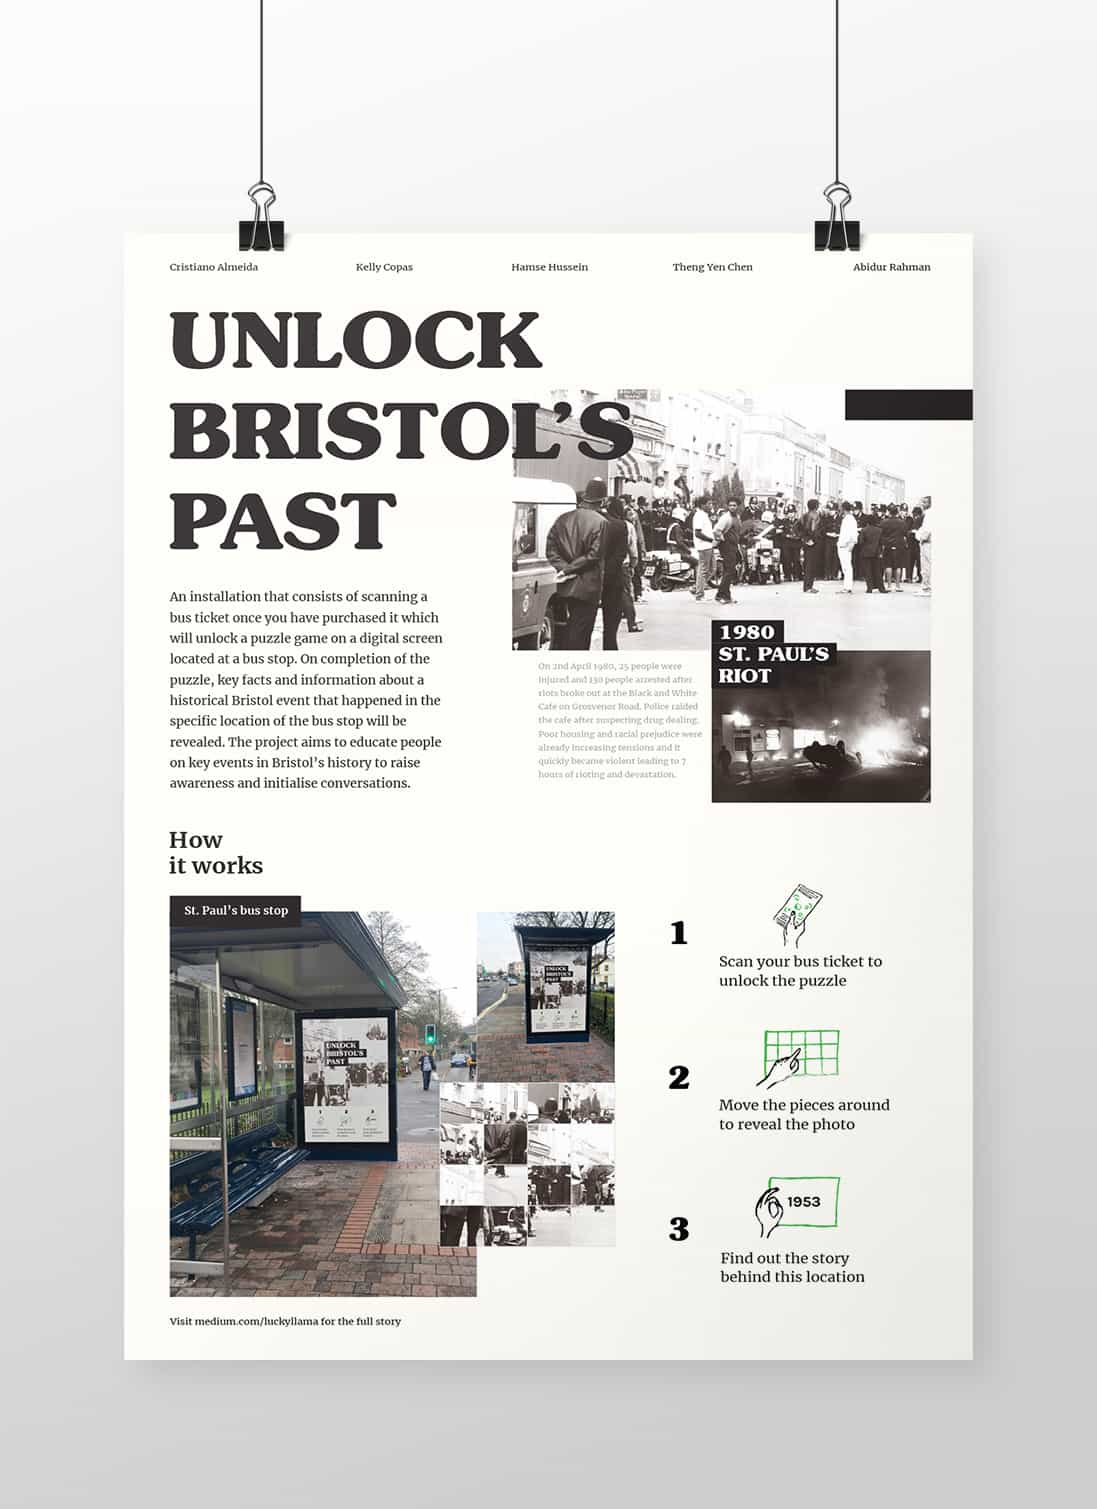 Cristiano Almeida
Kelly Copas
Hamse Hussein
Theng Yen Chen
Abidur Rahman
UNLOCK
BRISTOL'S
PAST
An installation that consists of scanning a
bus ticket once you have purchased it which
will unlock a puzzle game on a digital screen
located at a bus stop. On completion of the
puzzle, key facts and information about a
historical Bristol event that happened in the
specific location of the bus stop will be
revealed. The project aims to educate people
on key events in Bristol's history to raise
awareness and initialise conversations.
1980
ST. PAUL'S
RIOT
On 2nd April 1980, 25 people were
injured and 130 people arrested after
riots broke out at the Black and White
Cafe on Grosvenor Road. Police raided
the cafe after suspecting drug dealing.
Poor housing and racial prejudice were
already increasing tensions and it
quickly became violent leading to 7
hours of rioting and devastation.
How
it works
St. Paul's bus stop
UNLOCK
BRISTOL'S
PAST
1 2 3
UNLOCK
BRISTOL'S
PAST
1
Scan your bus ticket to
unlock the puzzle
2
Move the pieces around
to reveal the photo
3
1953
Find out the story
behind this location
Visit medium.com/luckyllama for the full story